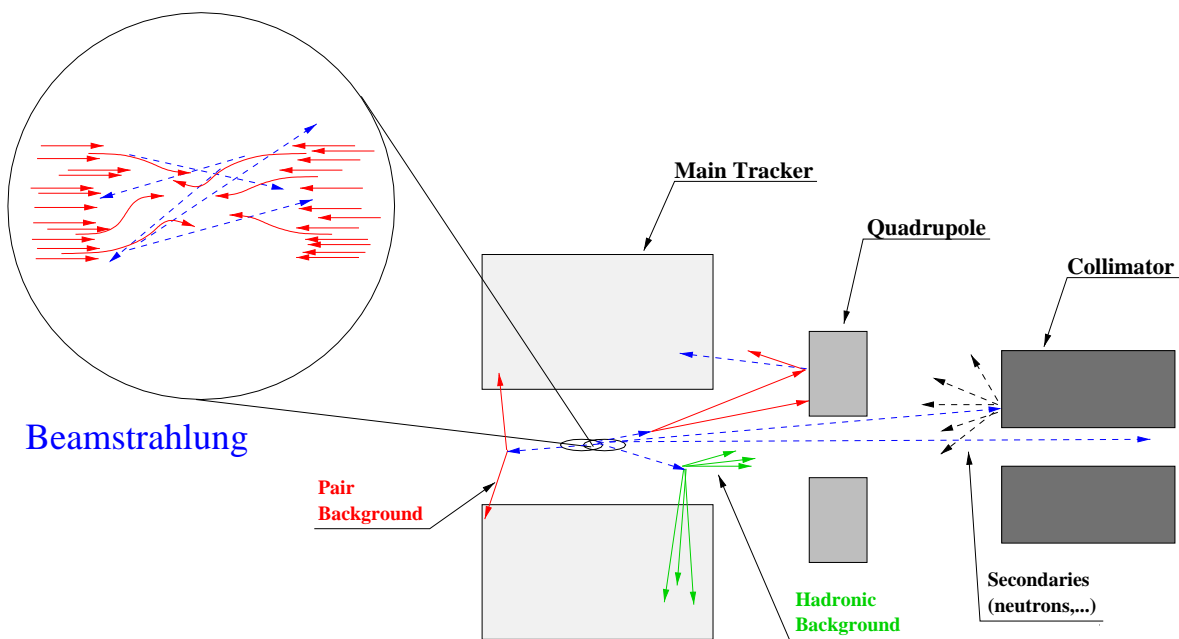 Main Tracker
Quadrupole
Collimator
Beamstrahlung
Pair
Background
Secondaries
(neutrons,...)
Hadronic
Background